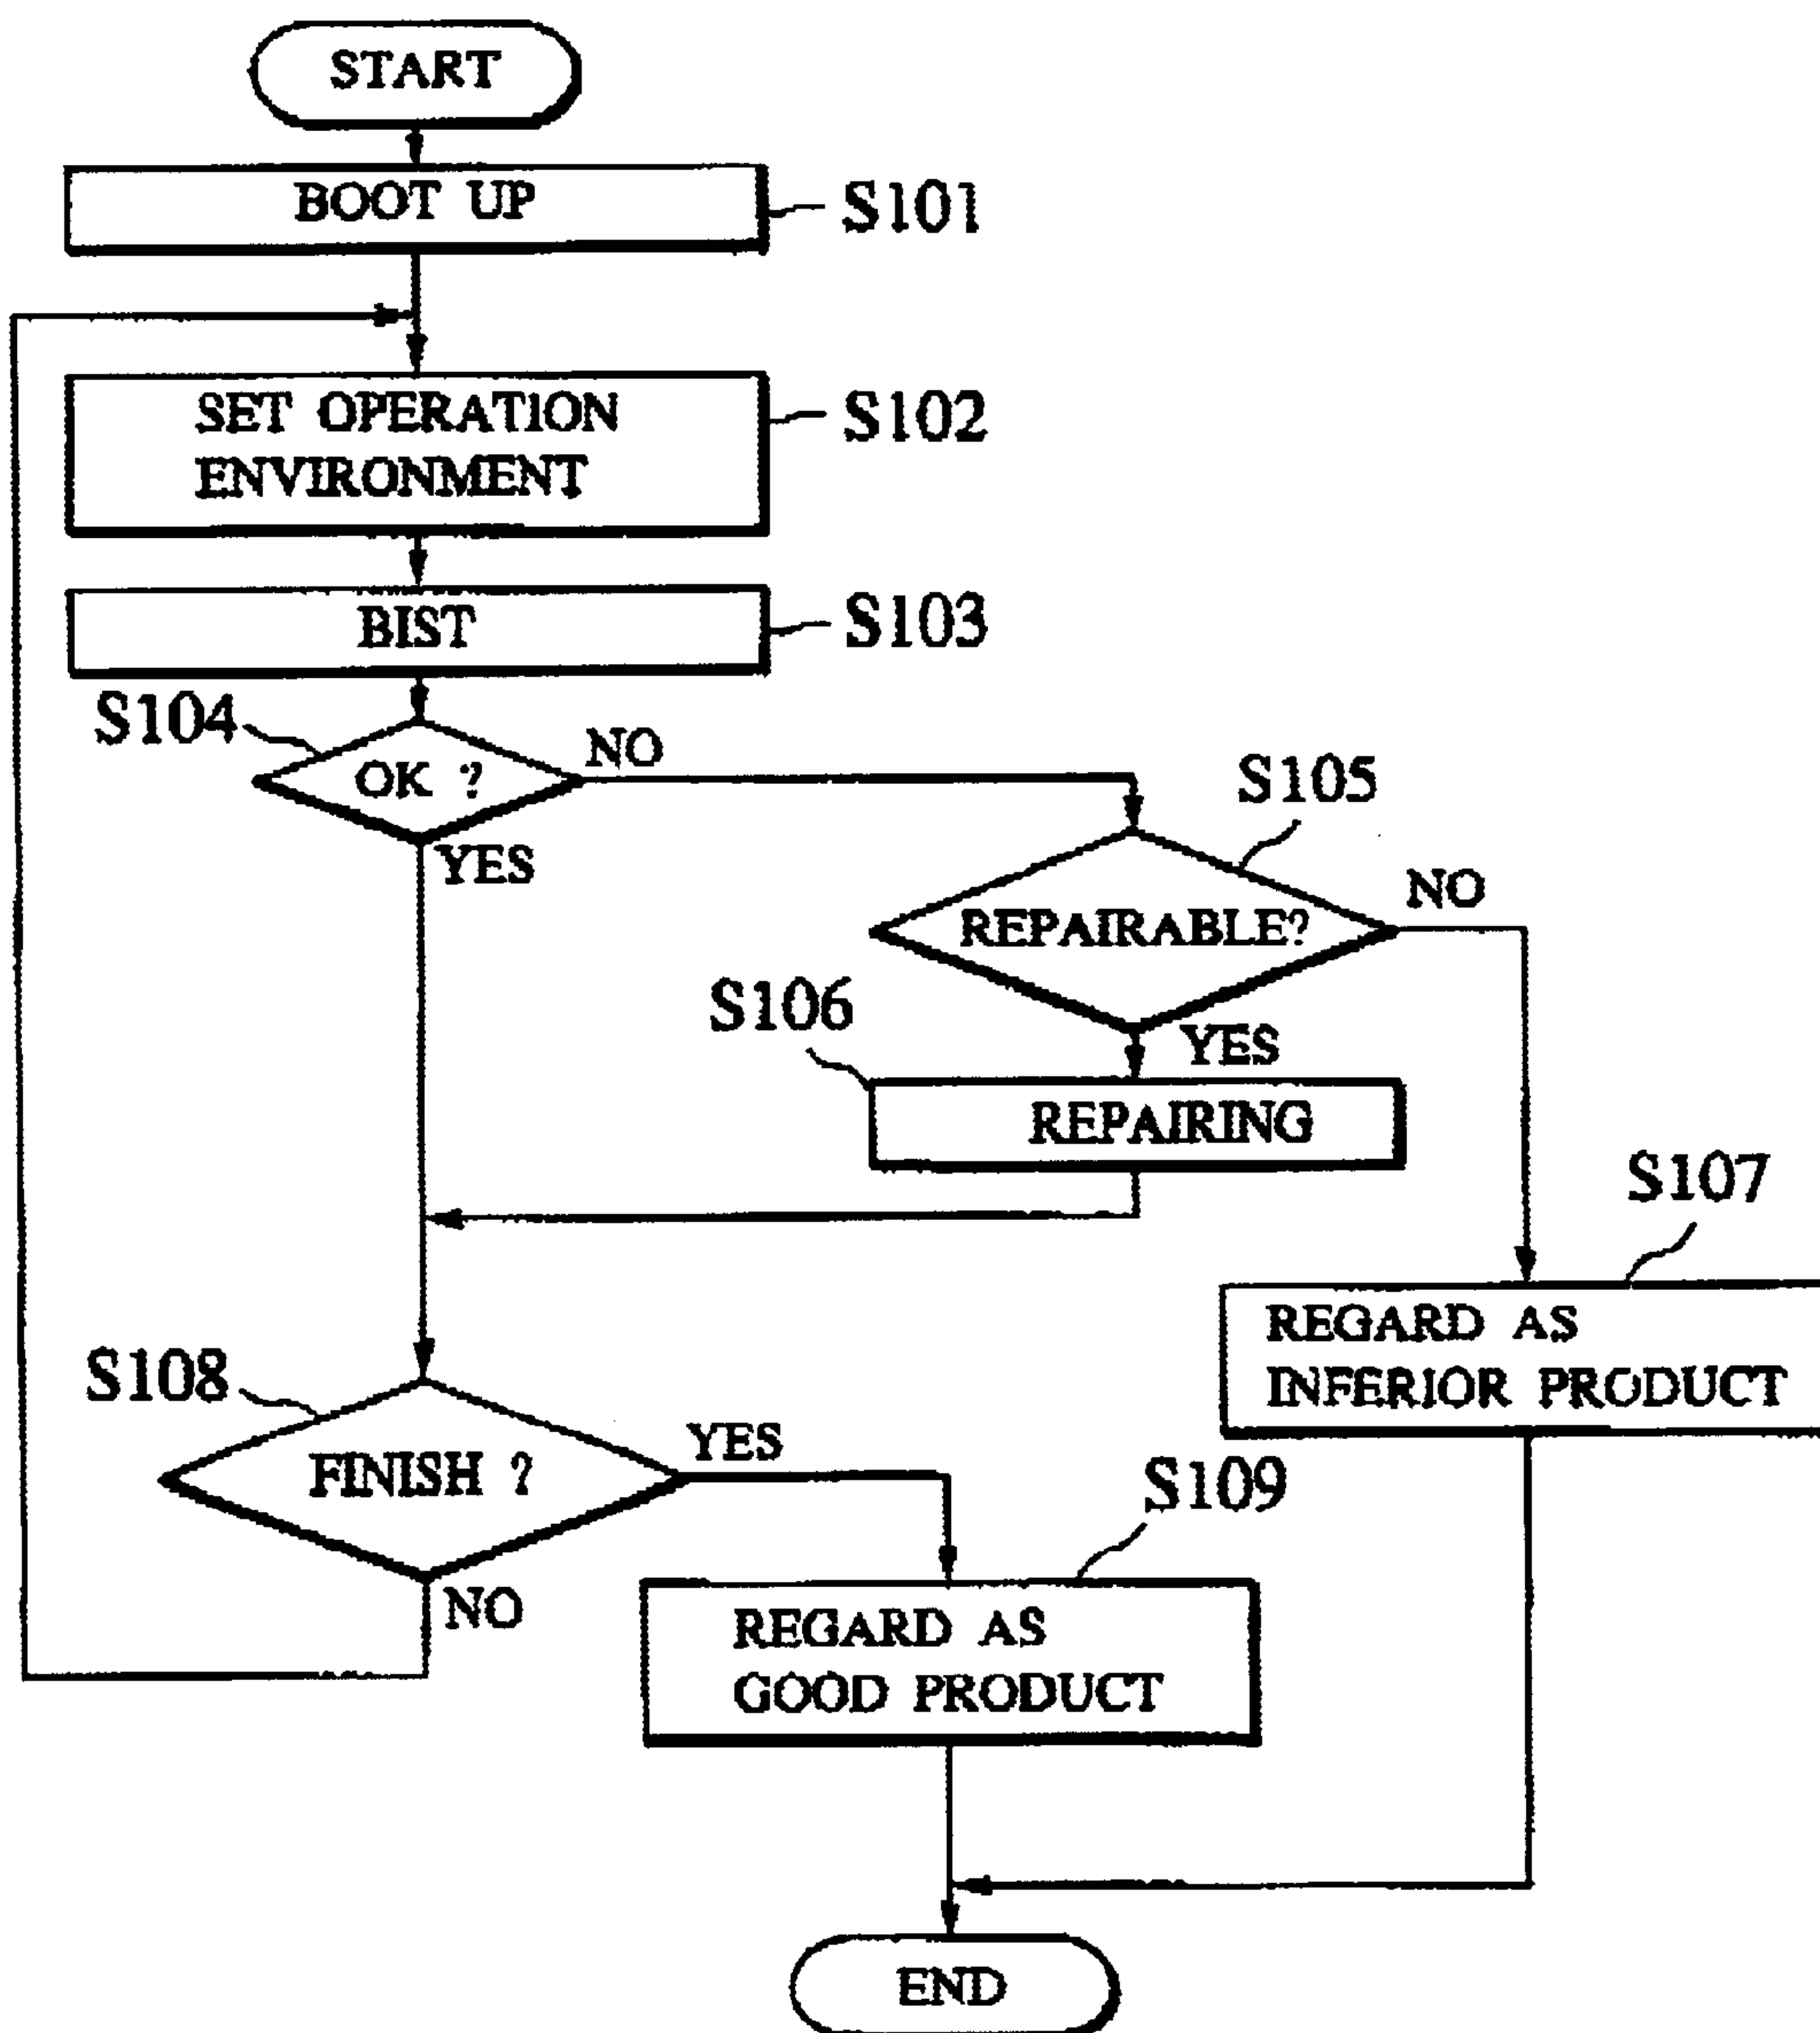 START
BOOT UP
S101
SET OPERATION
ENVIRONMENT
S102
BIST
S103
S104
OK ?
NO
YES
S105
REPAIRABLE?
NO
YES
S106
REPAIRING
S107
REGARD AS
INFERIOR PRODUCT
S108
FINISH ?
YES
NO
S109
REGARD AS
GOOD PRODUCT
END